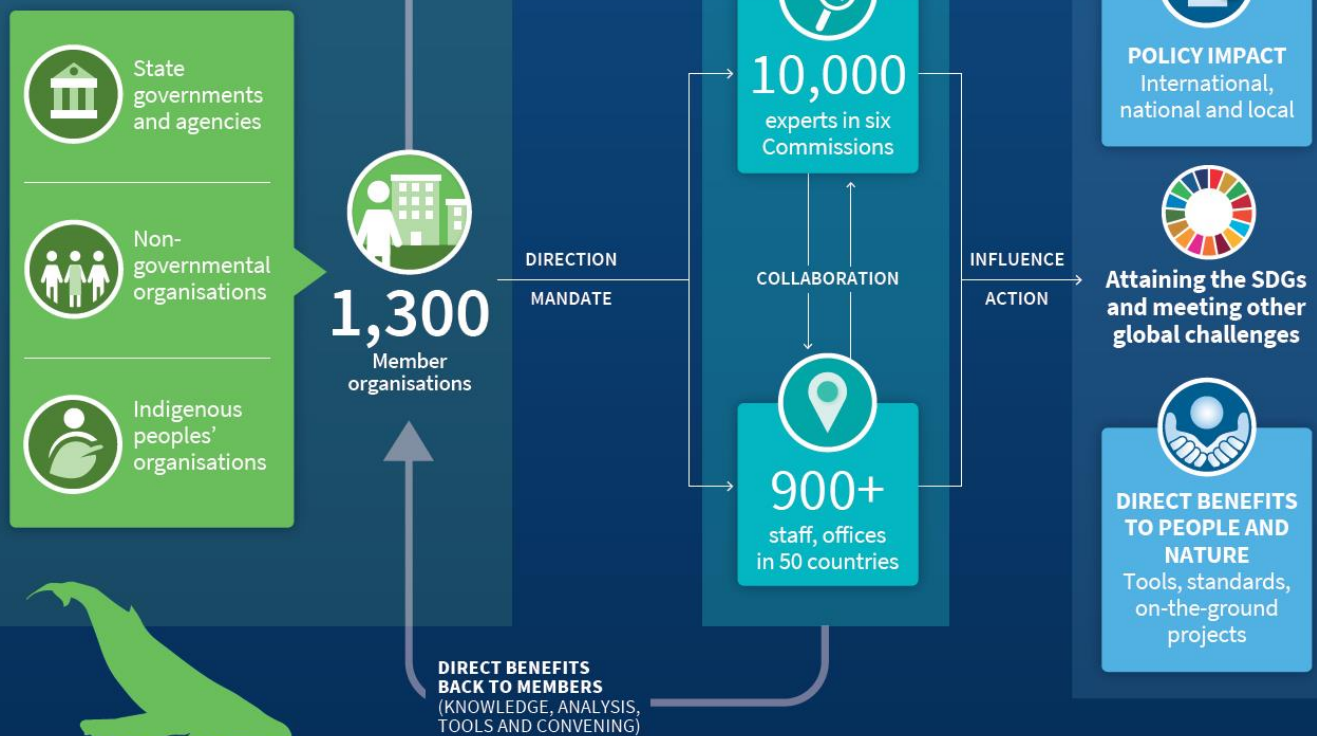 State
governments
and agencies
Non-
governmental
organisations
Indigenous
peoples’
organisations
1,300
Member
organisations
DIRECTION
MANDATE
10,000
experts in six
Commissions
COLLABORATION
900+
staff, offices
in 50 countries
INFLUENCE
ACTION
POLICY IMPACT
International,
national and local
Attaining the SDGs
and meeting other
global challenges
DIRECT BENEFITS
TO PEOPLE AND
NATURE
Tools, standards,
on-the-ground
projects
DIRECT BENEFITS
BACK TO MEMBERS
(KNOWLEDGE, ANALYSIS,
TOOLS AND CONVENING)